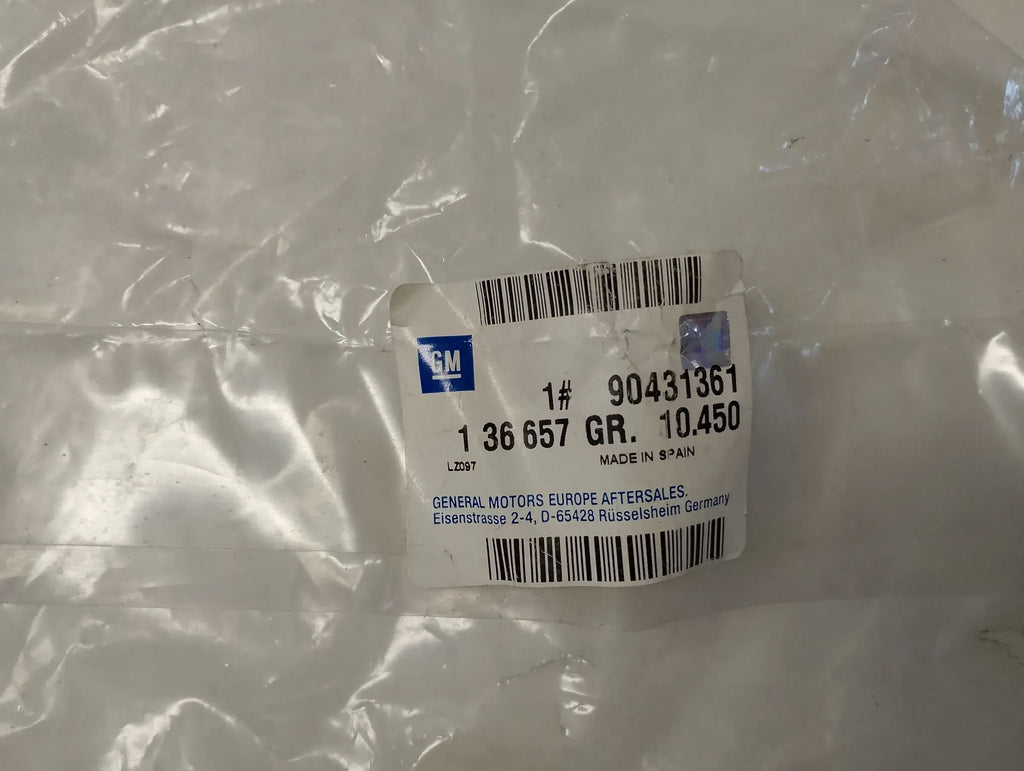 GM
1# 90431361
1 36 657 GR. 10.450
LZ097
MADE IN SPAIN
GENERAL MOTORS EUROPE AFTERSALES,
Eisenstrasse 2-4, D-65428 Rüsselsheim Germany